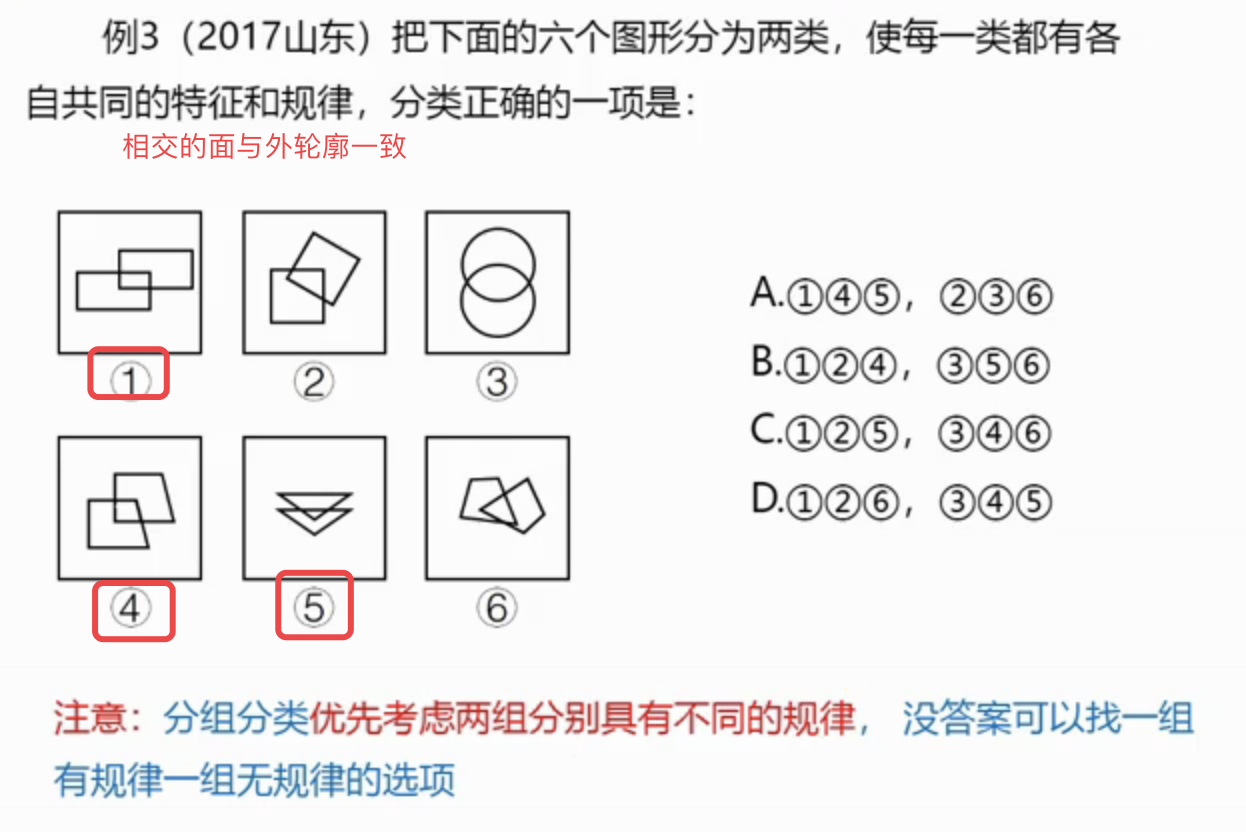 例3（2017山东）把下面的六个图形分为两类，使每一类都有各
自共同的特征和规律，分类正确的一项是：
相交的面与外轮廓一致
① ② ③
④ ⑤ ⑥
A.①④⑤，②③⑥
B.①②④，③⑤⑥
C.①②⑤，③④⑥
D.①②⑥，③④⑤
注意：分组分类优先考虑两组分别具有不同的规律， 没答案可以找一组
有规律一组无规律的选项